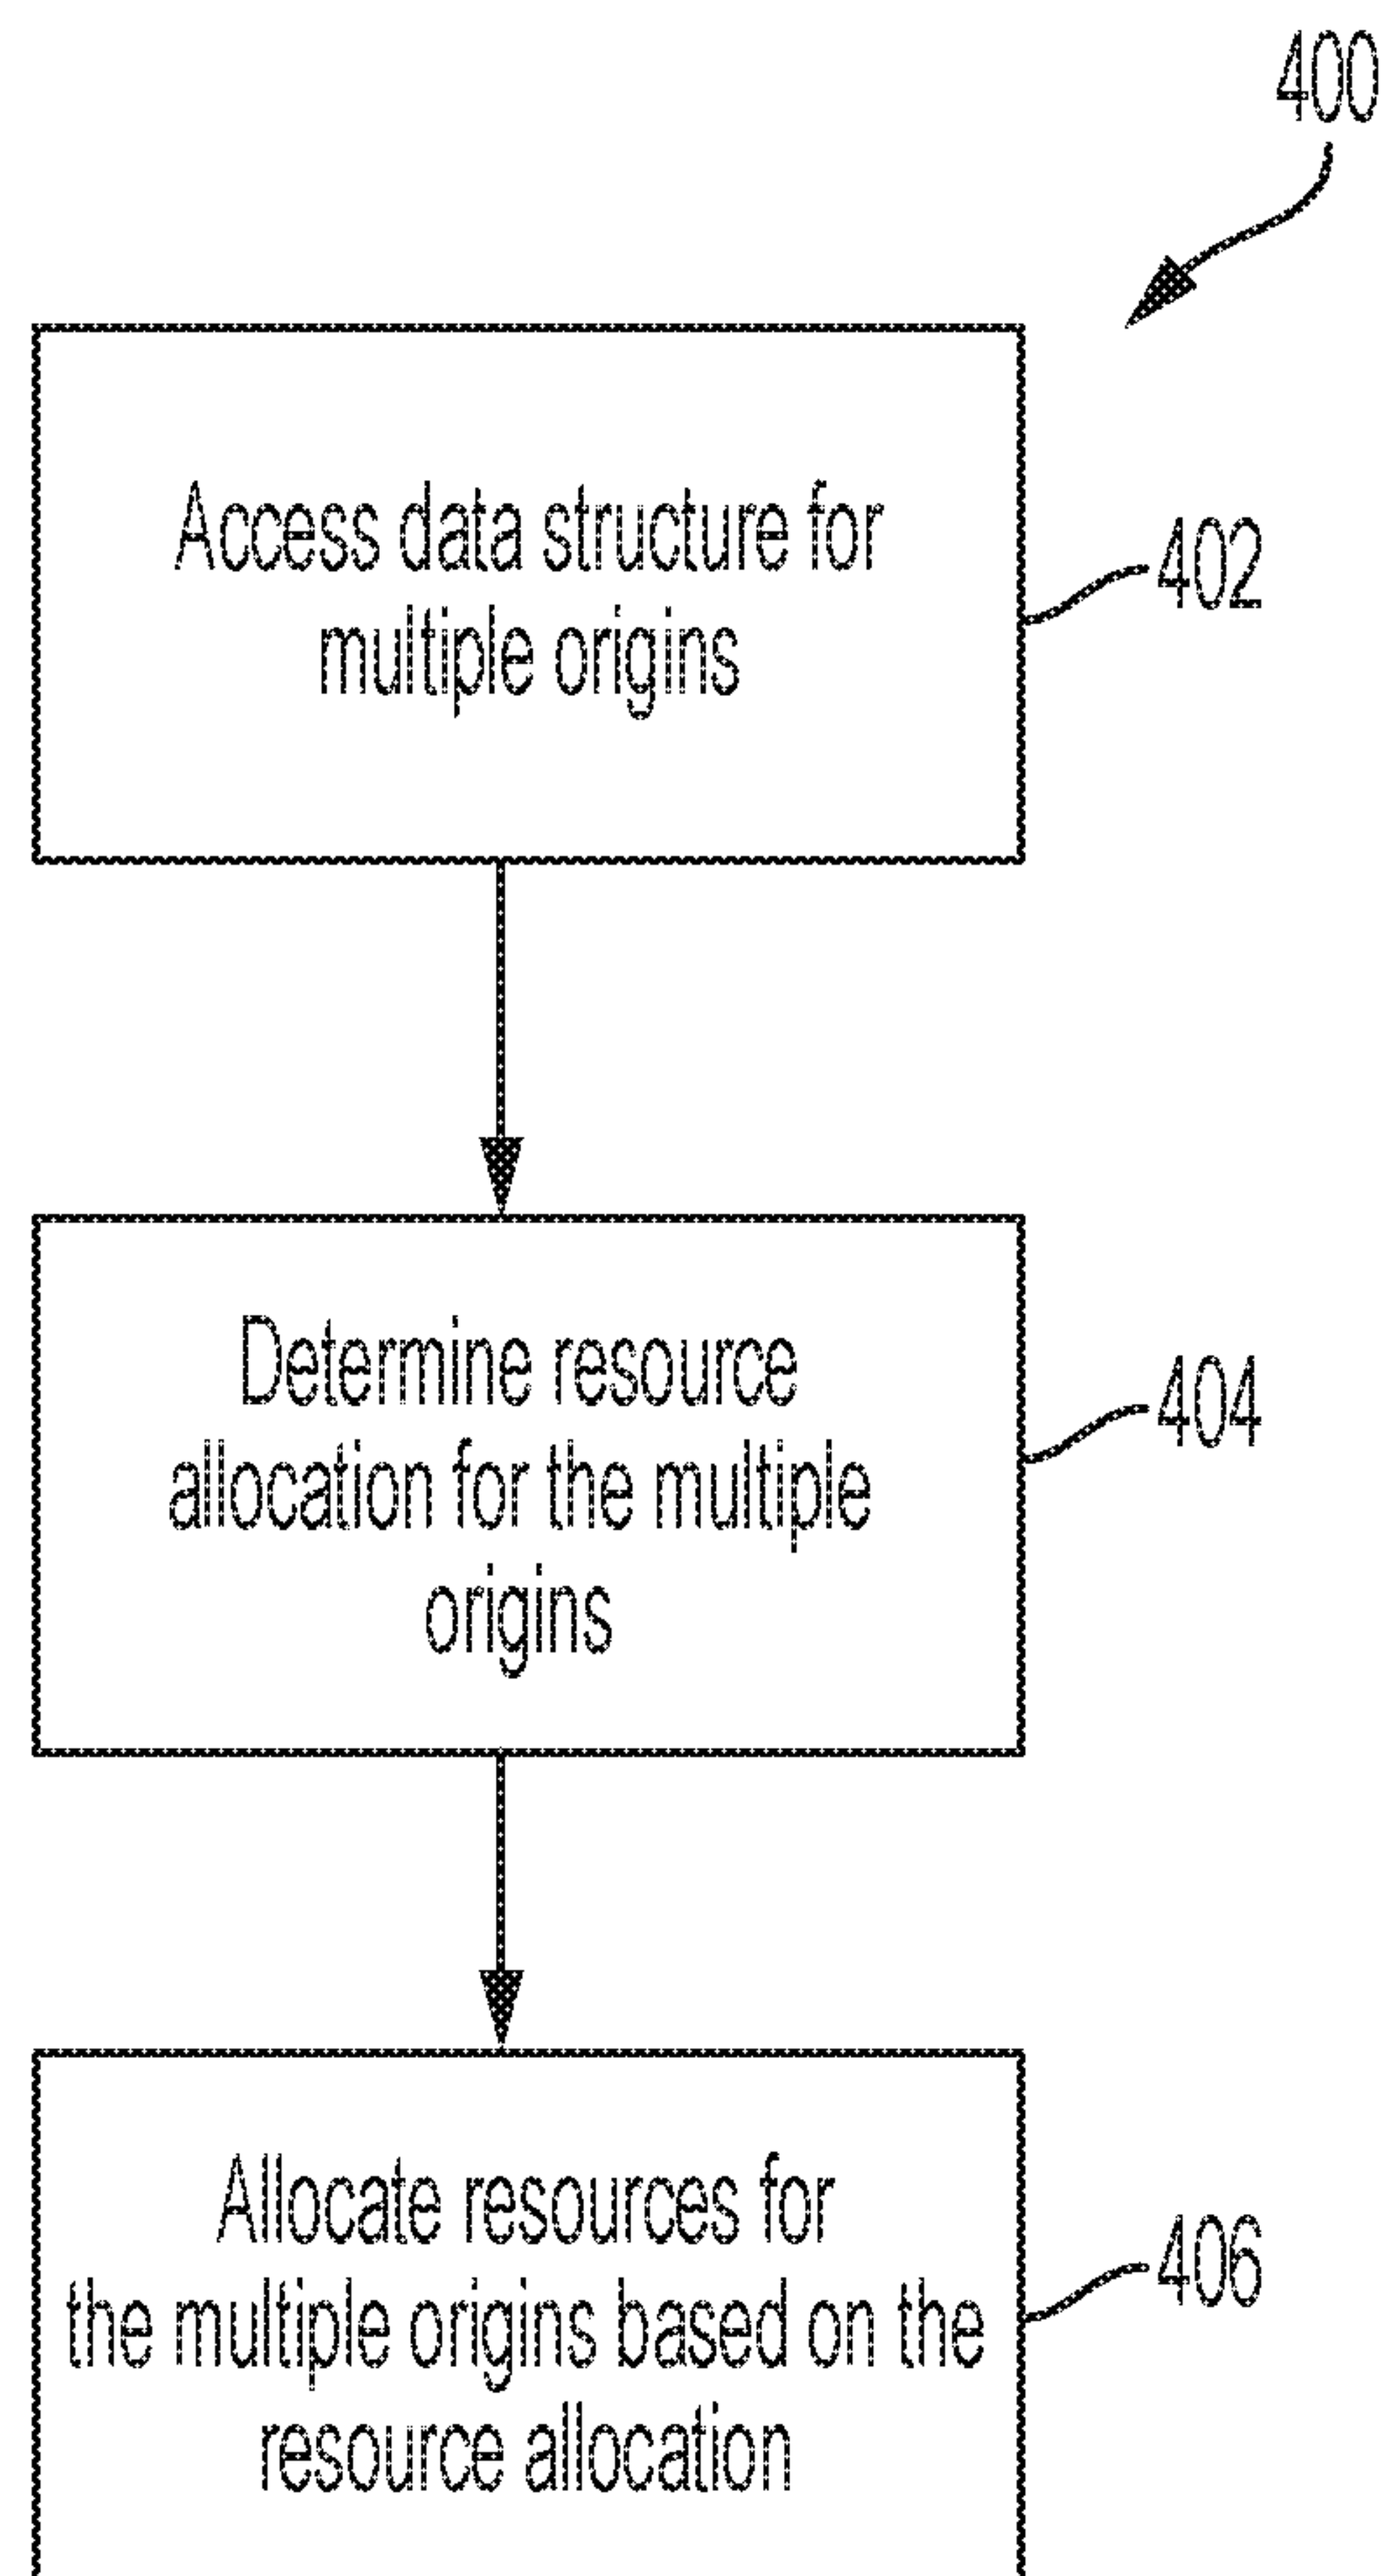 400
Access data structure for
multiple origins
402
Determine resource
allocation for the multiple
origins
404
Allocate resources for
the multiple origins based on the
resource allocation
406